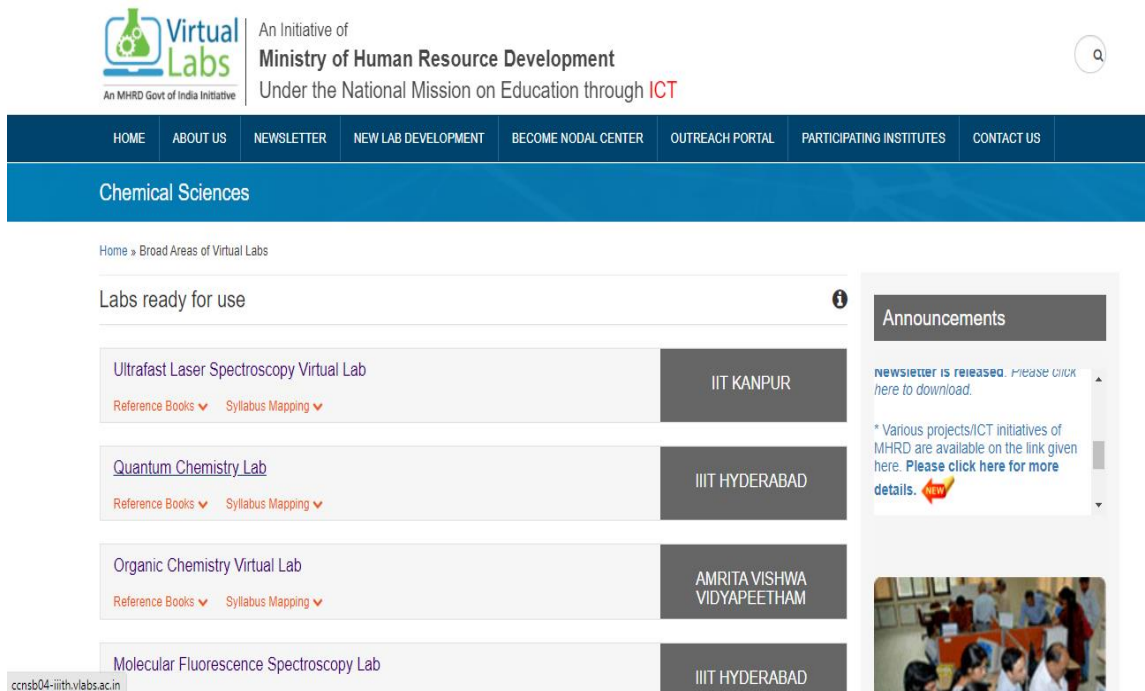 Virtual
Labs
An MHRD Govt of India Initiative
An Initiative of
Ministry of Human Resource Development
Under the National Mission on Education through ICT
HOME ABOUT US NEWSLETTER NEW LAB DEVELOPMENT BECOME NODAL CENTER OUTREACH PORTAL PARTICIPATING INSTITUTES CONTACT US
Chemical Sciences
Home » Broad Areas of Virtual Labs
Labs ready for use
Ultrafast Laser Spectroscopy Virtual Lab
Reference Books Syllabus Mapping
IIT KANPUR
Quantum Chemistry Lab
Reference Books Syllabus Mapping
IIIT HYDERABAD
Organic Chemistry Virtual Lab
Reference Books Syllabus Mapping
AMRITA VISHWA
VIDYAPEETHAM
Molecular Fluorescence Spectroscopy Lab
IIIT HYDERABAD
Announcements
Newsletter is released. Please click
here to download.
* Various projects/ICT initiatives of
MHRD are available on the link given
here. Please click here for more
details. NEW
ccnsb04-iiith.vlabs.ac.in